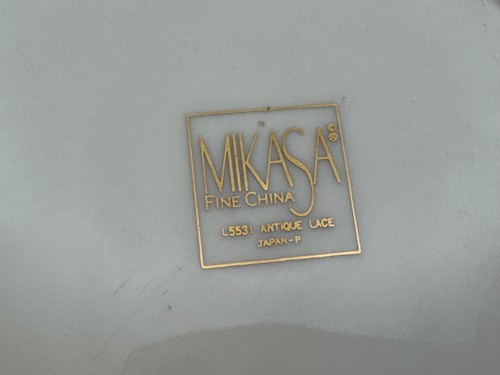 MIKASA ©®
FINE CHINA
L5531 ANTIQUE LACE
JAPAN-P